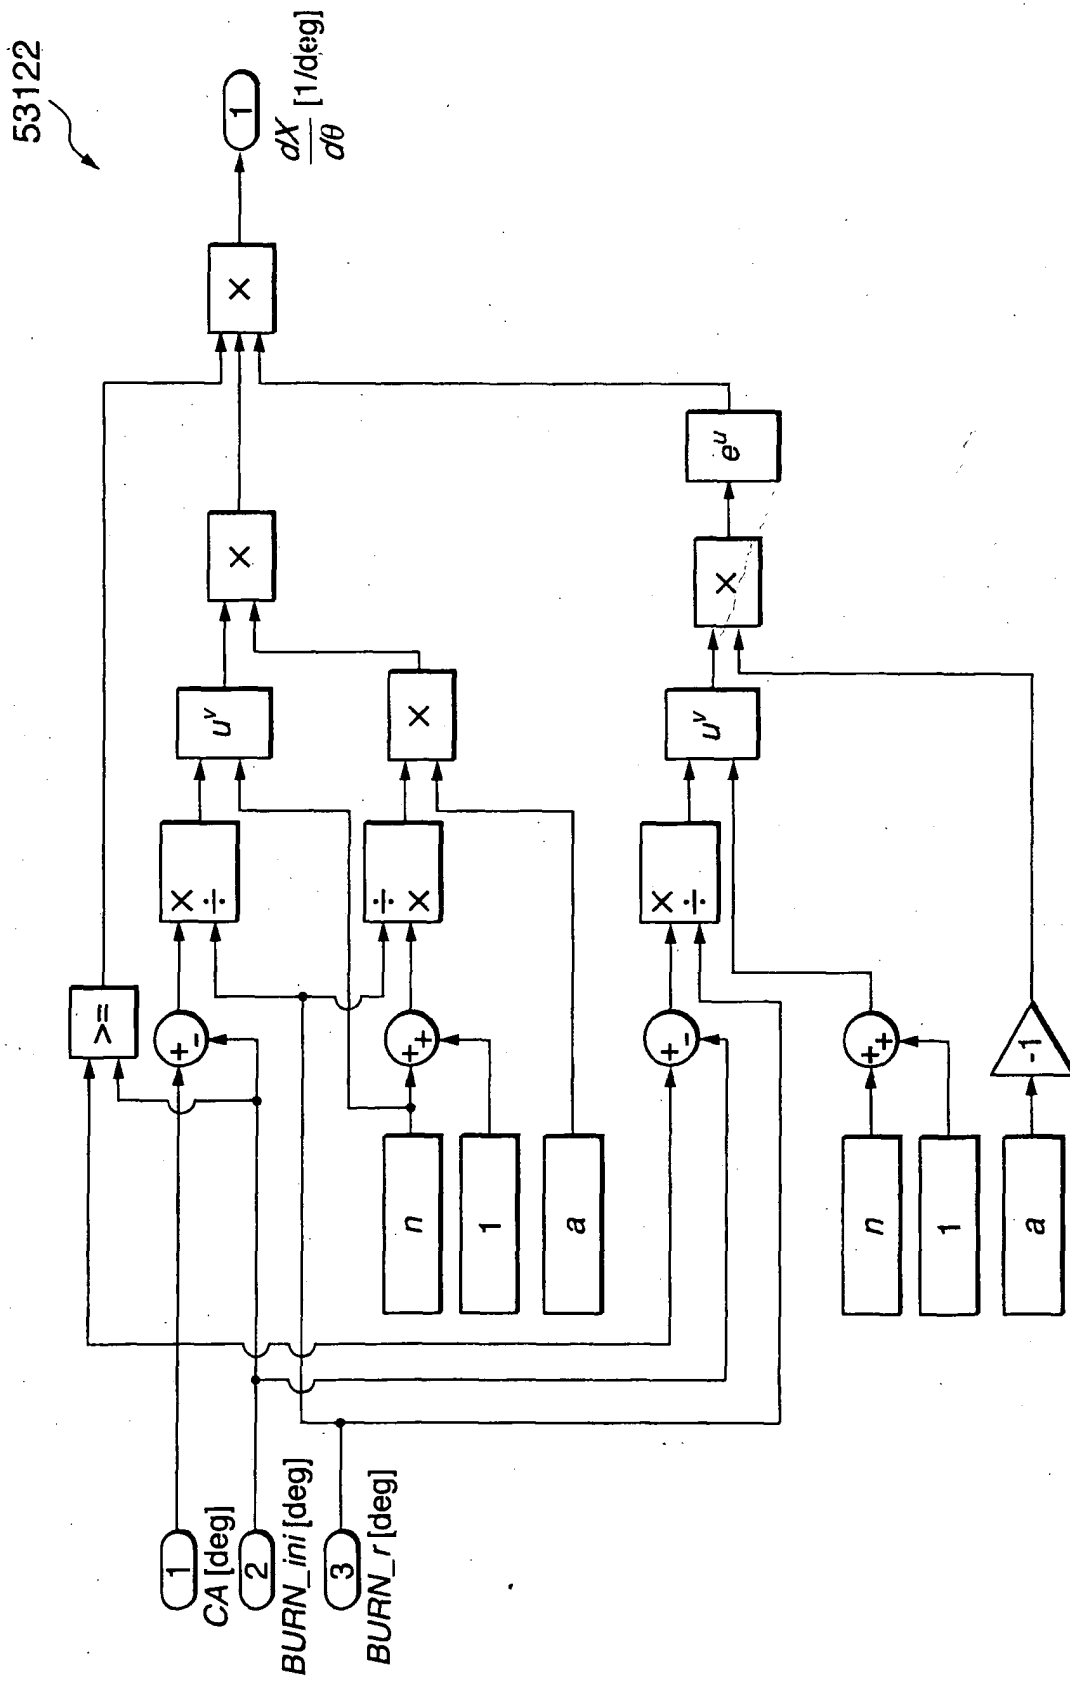 53122
1
CA [deg]
2
BURN_ini [deg]
3
BURN_r [deg]
>=
+ -
× ÷
u^v
×
×
1
dX/dθ [1/deg]
n
1
a
+ +
÷ ×
×
+ -
× ÷
u^v
×
e^u
n
1
a
+ +
-1